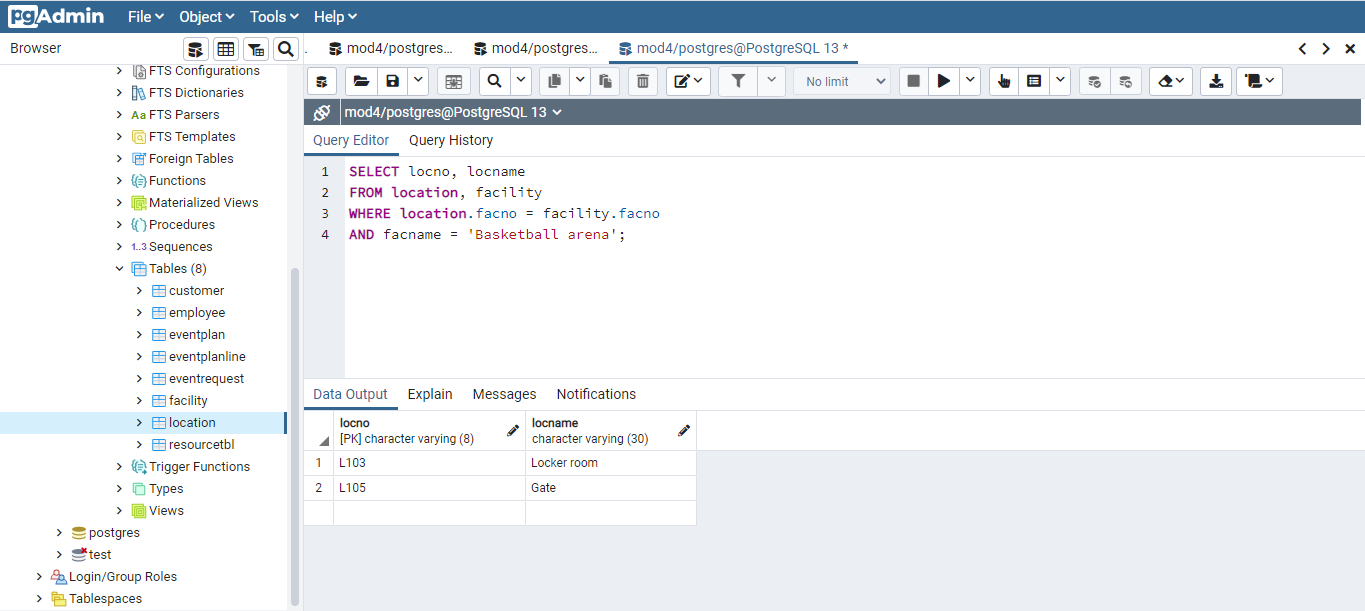 pgAdmin File Object Tools Help
Browser
mod4/postgres... mod4/postgres... mod4/postgres@PostgreSQL 13 *
No limit
mod4/postgres@PostgreSQL 13
Query Editor Query History
FTS Configurations
FTS Dictionaries
Aa FTS Parsers
FTS Templates
Foreign Tables
Functions
Materialized Views
Procedures
1..3 Sequences
Tables (8)
customer
employee
eventplan
eventplanline
eventrequest
facility
location
resourcetbl
Trigger Functions
Types
Views
postgres
test
Login/Group Roles
Tablespaces
1 SELECT locno, locname
2 FROM location, facility
3 WHERE location.facno = facility.facno
4 AND facname = 'Basketball arena';
Data Output Explain Messages Notifications
locno locname
[PK] character varying (8) character varying (30)
1 L103 Locker room
2 L105 Gate